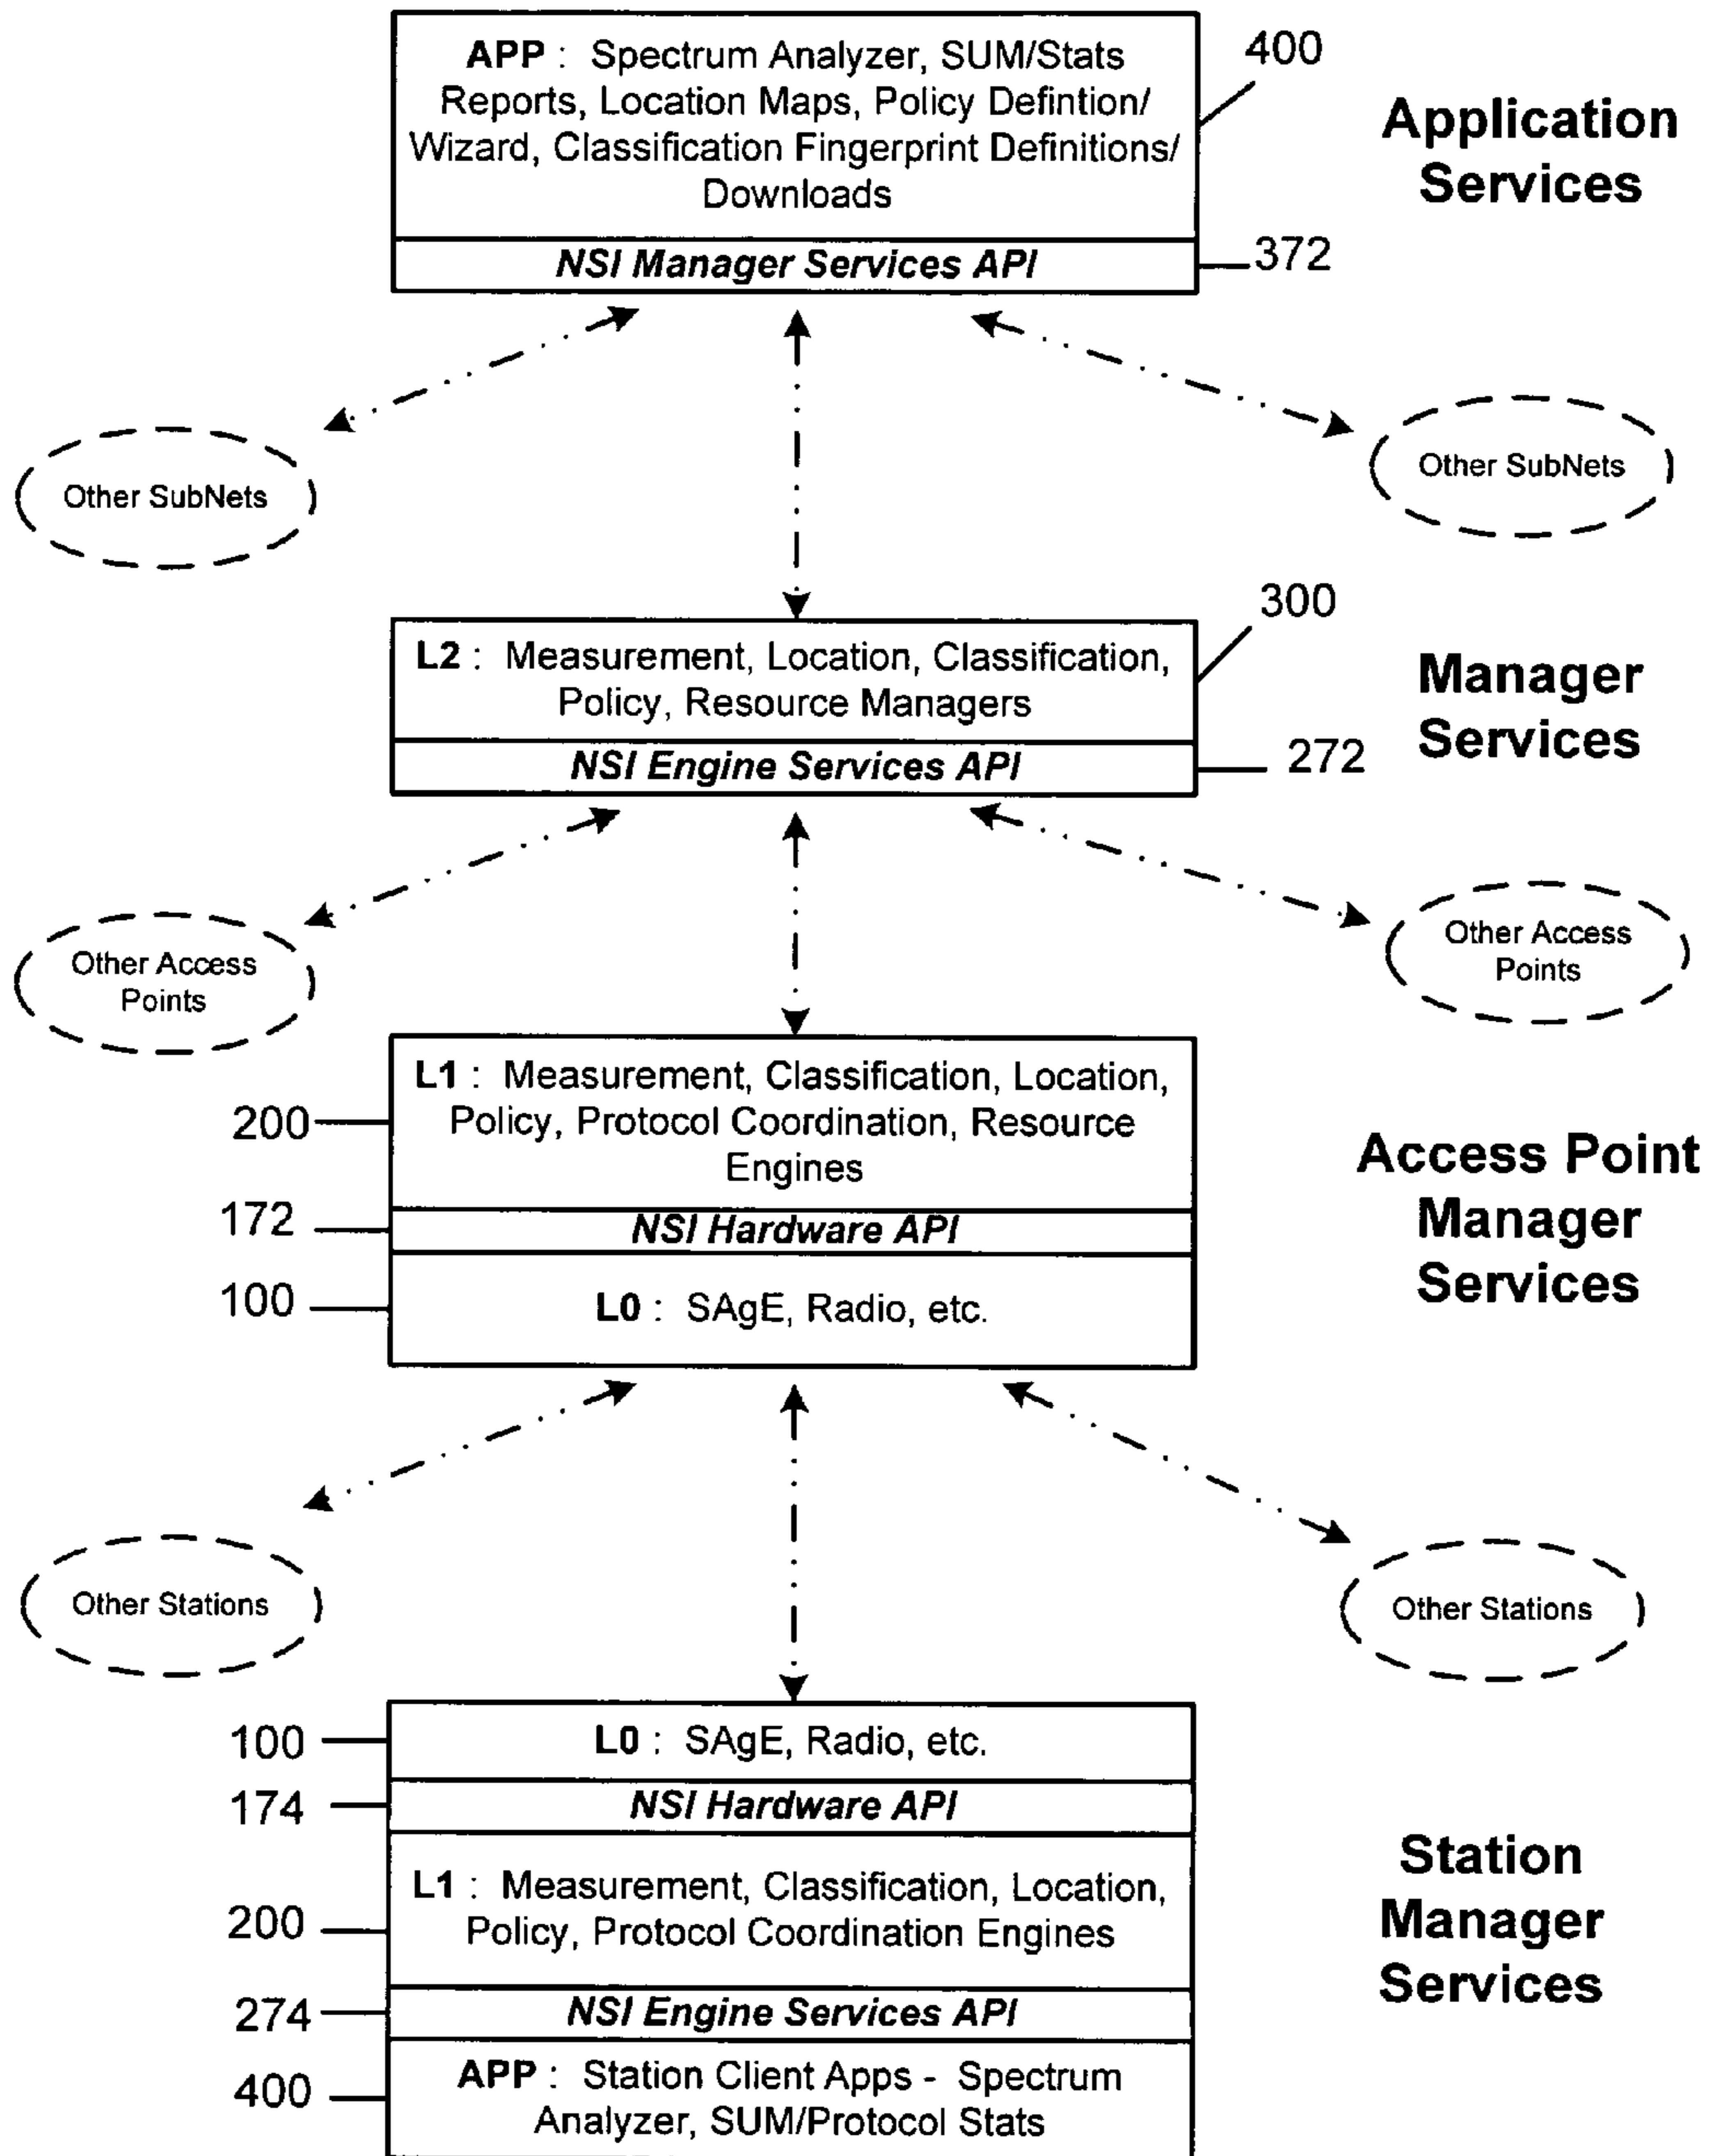 APP : Spectrum Analyzer, SUM/Stats
Reports, Location Maps, Policy Defintion/
Wizard, Classification Fingerprint Definitions/
Downloads
400
Application
Services
NSI Manager Services API
372
Other SubNets
Other SubNets
300
L2 : Measurement, Location, Classification,
Policy, Resource Managers
Manager
Services
NSI Engine Services API
272
Other Access
Points
Other Access
Points
L1 : Measurement, Classification, Location,
Policy, Protocol Coordination, Resource
Engines
200
172
NSI Hardware API
100
L0 : SAgE, Radio, etc.
Access Point
Manager
Services
Other Stations
Other Stations
100
L0 : SAgE, Radio, etc.
174
NSI Hardware API
200
L1 : Measurement, Classification, Location,
Policy, Protocol Coordination Engines
Station
Manager
Services
274
NSI Engine Services API
400
APP : Station Client Apps - Spectrum
Analyzer, SUM/Protocol Stats